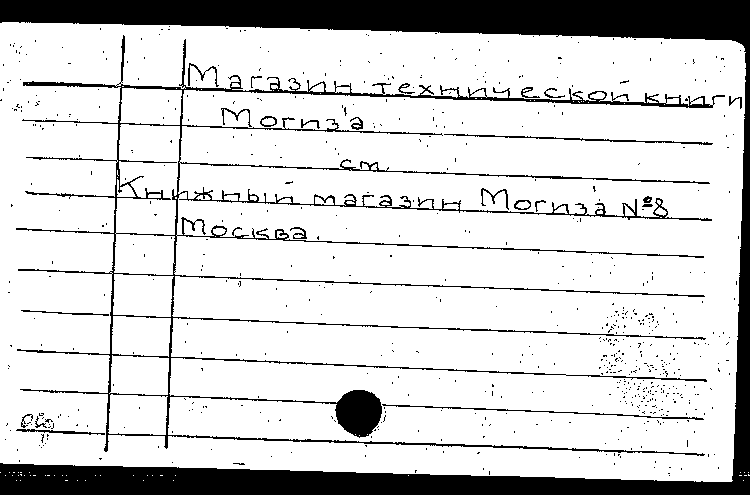 Магазин технической книги
Могиз'а
см.
Книжный магазин Могиз'а №8
Москва.